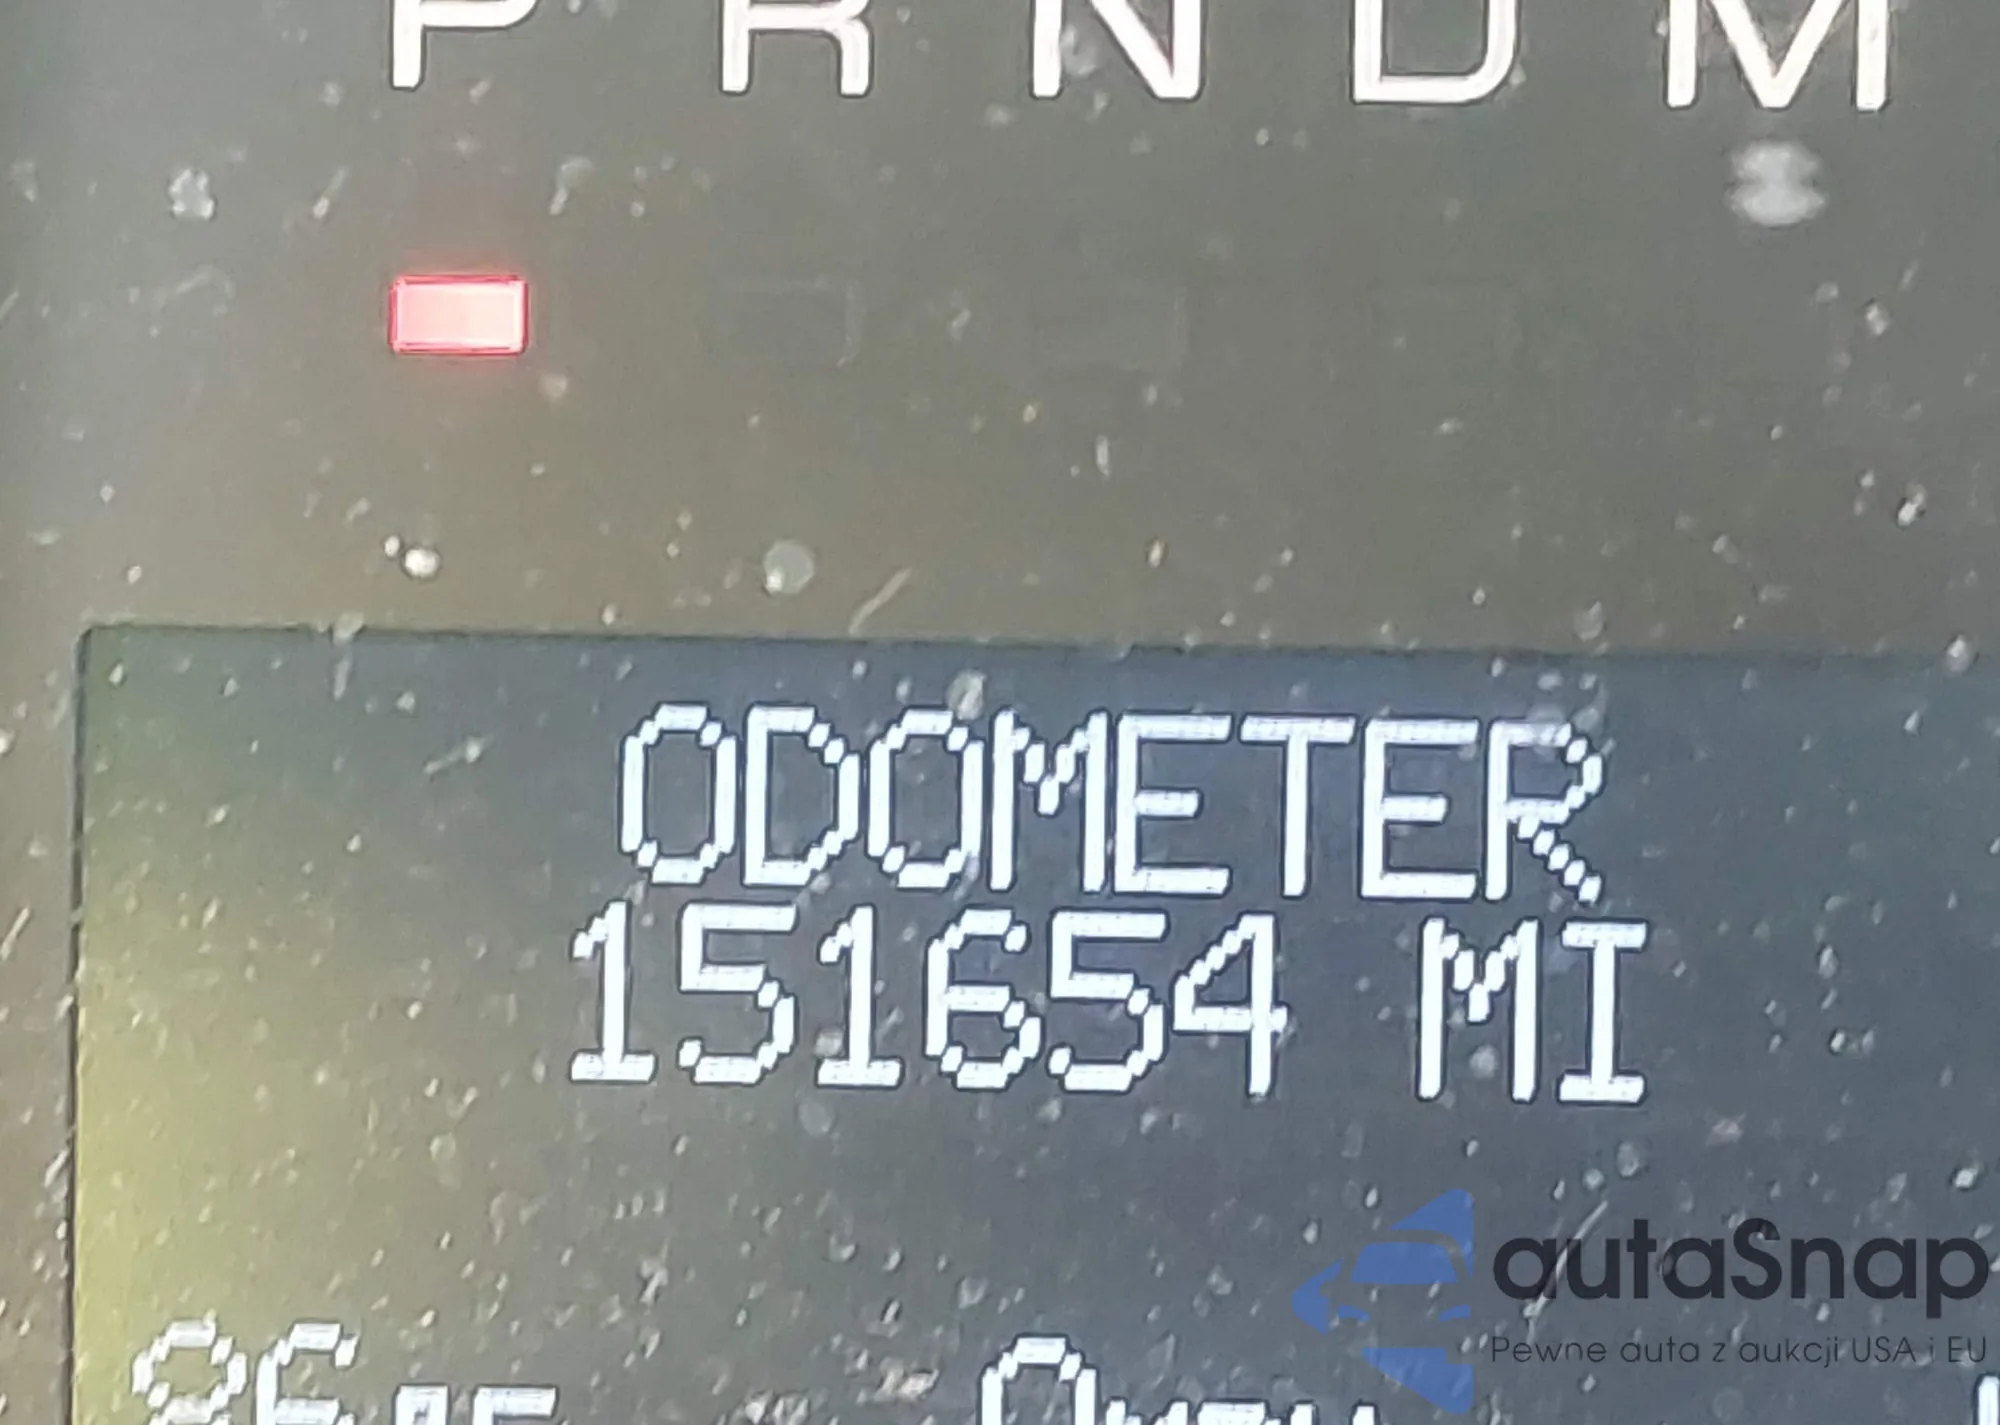 P R N D M
ODOMETER
151654 MI
autaSnap
Pewne auta z aukcji USA i EU